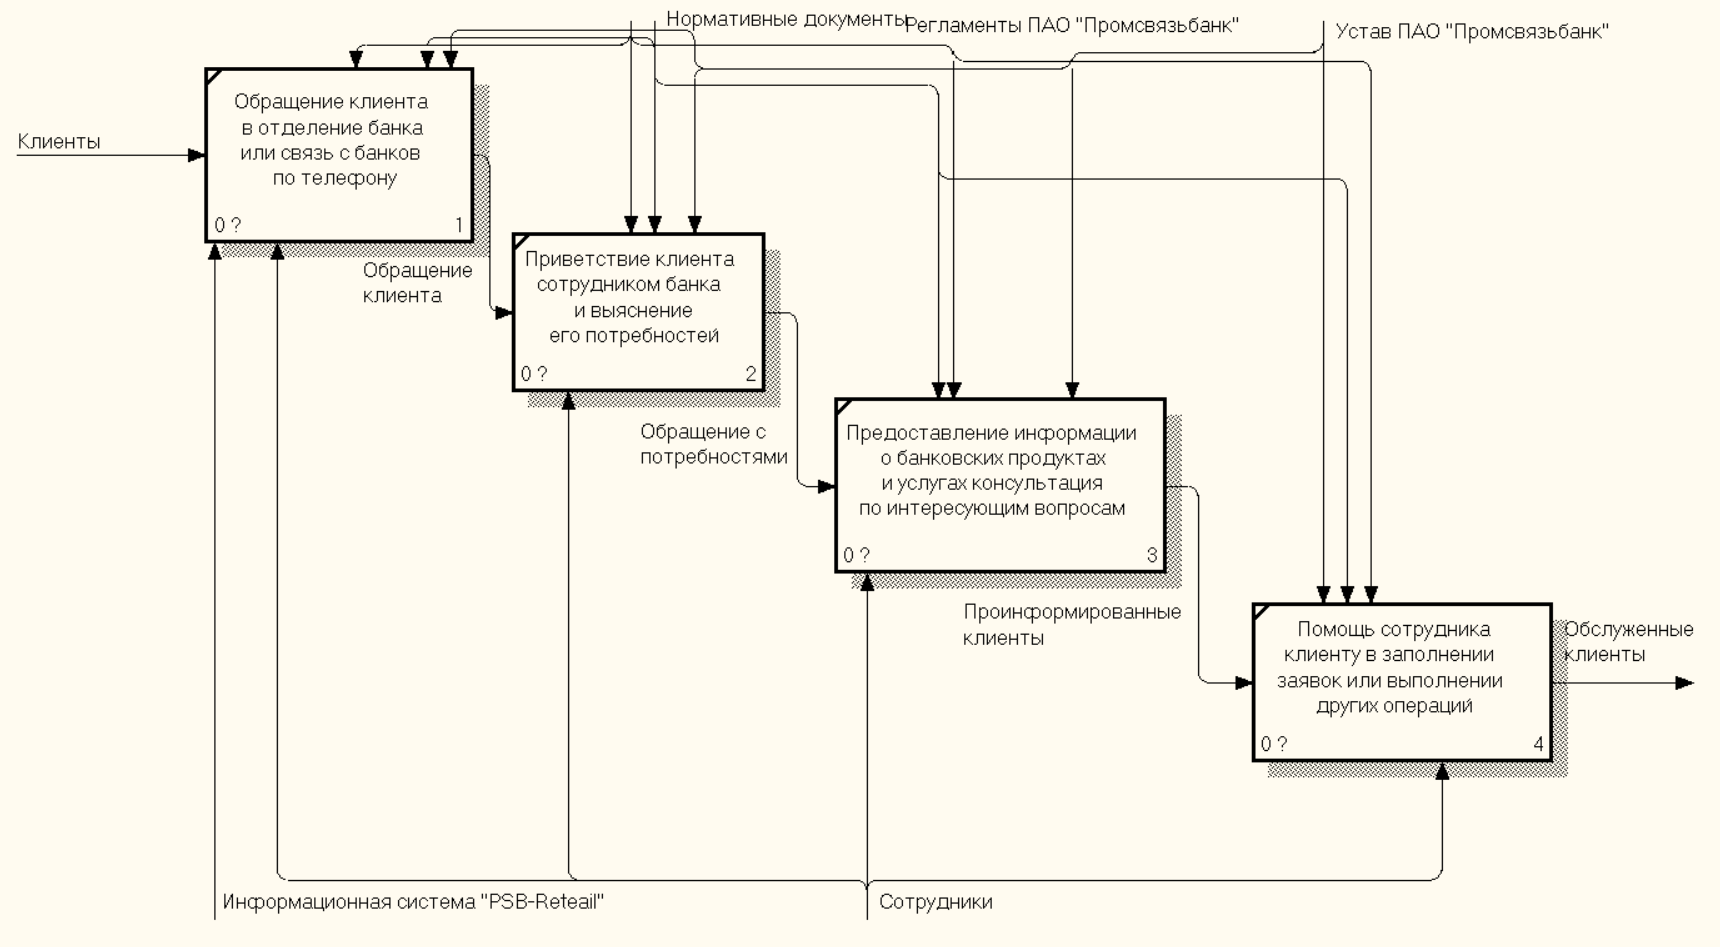 Нормативные документы
Регламенты ПАО "Промсвязьбанк"
Устав ПАО "Промсвязьбанк"
Клиенты
Обращение клиента
в отделение банка
или связь с банков
по телефону
0 ?
1
Обращение
клиента
Приветствие клиента
сотрудником банка
и выяснение
его потребностей
0 ?
2
Обращение с
потребностями
Предоставление информации
о банковских продуктах
и услугах консультация
по интересующим вопросам
0 ?
3
Проинформированные
клиенты
Помощь сотрудника
клиенту в заполнении
заявок или выполнении
других операций
0 ?
4
Обслуженные
клиенты
Информационная система "PSB-Reteail"
Сотрудники